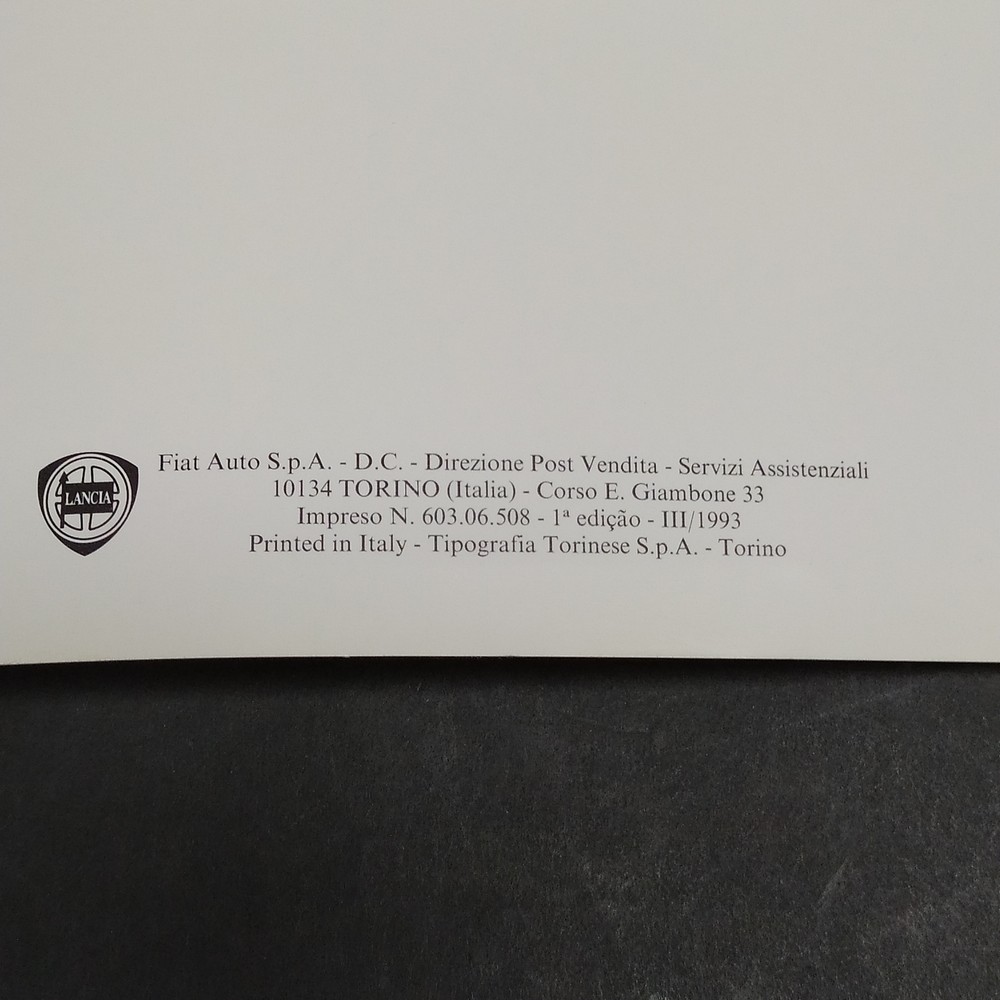 LANCIA
Fiat Auto S.p.A. - D.C. - Direzione Post Vendita - Servizi Assistenziali
10134 TORINO (Italia) - Corso E. Giambone 33
Impreso N. 603.06.508 - 1ª edição - III/1993
Printed in Italy - Tipografia Torinese S.p.A. - Torino